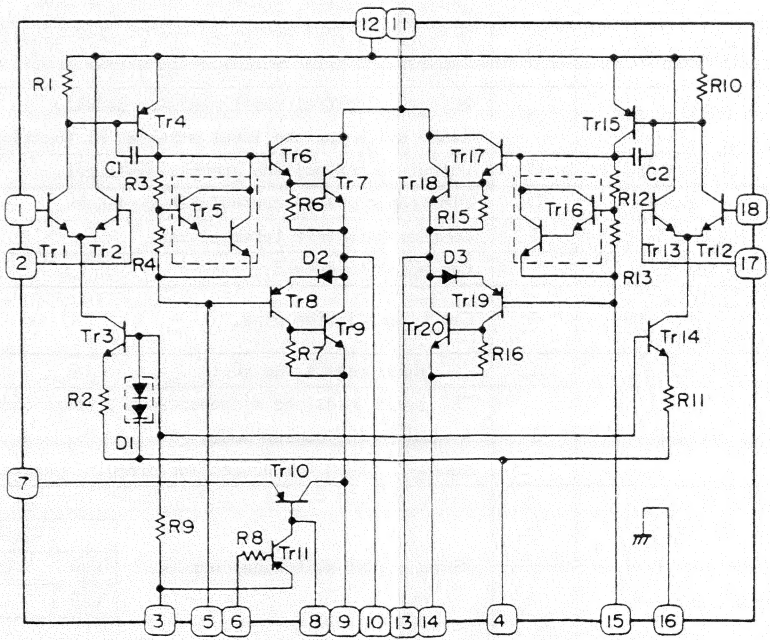 12 11
R1
R10
Tr4
Tr15
C1
Tr6
Tr17
C2
R3
Tr5
Tr7
Tr18
Tr16
R12
1
R6
R15
18
Tr1 Tr2
Tr13 Tr12
2
R4
D2
D3
R13
17
Tr8
Tr19
Tr3
Tr9
Tr20
Tr14
R7
R16
R2
R11
D1
7
Tr10
R9
R8
Tr11
3 5 6 8 9 10 13 14 4 15 16